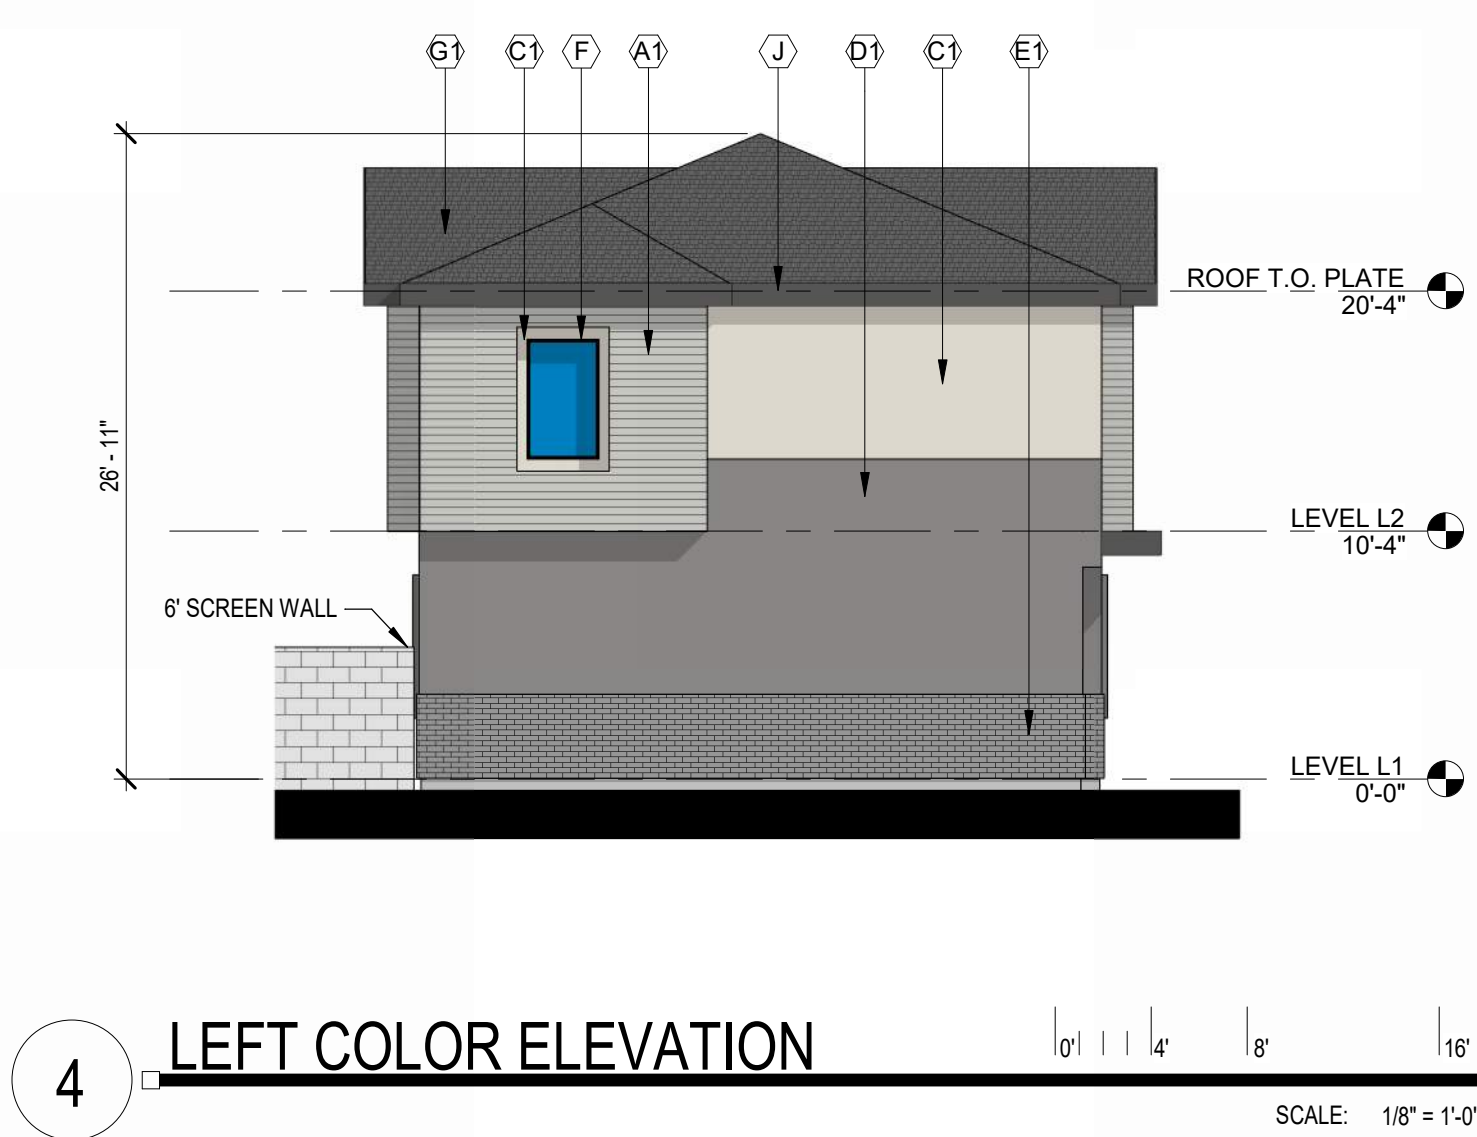 G1 C1 F A1 J D1 C1 E1
ROOF T.O. PLATE
20'-4"
26' - 11"
LEVEL L2
10'-4"
6' SCREEN WALL
LEVEL L1
0'-0"
4 LEFT COLOR ELEVATION
0' 4' 8' 16'
SCALE: 1/8" = 1'-0"